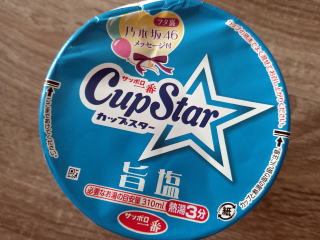 フタ裏
乃木坂46
メッセージ付
サッポロ一番
CupStar
カップスター
旨塩
必要なお湯の目安量310ml 熱湯3分
サッポロ一番
紙